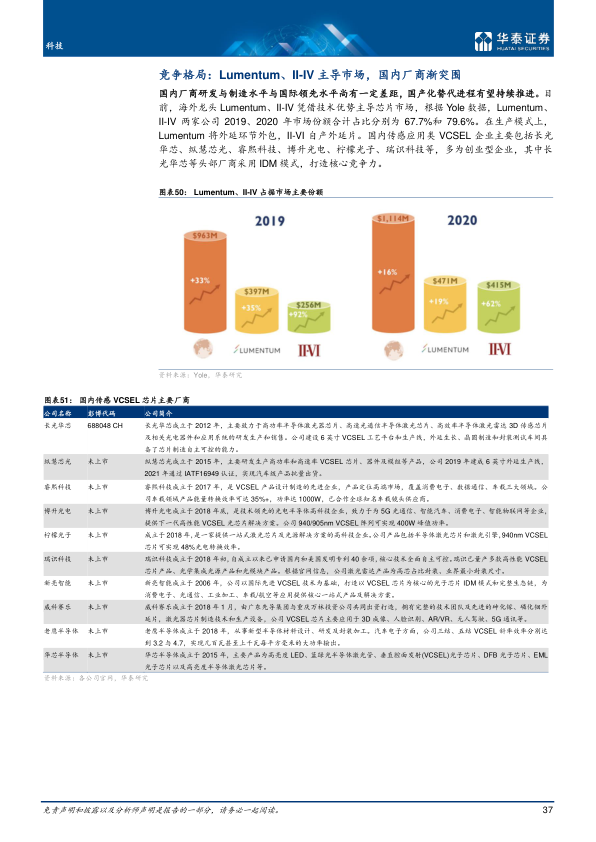 科技
华泰证券
HUATAI SECURITIES
竞争格局：Lumentum、II-IV 主导市场，国内厂商渐突围
国内厂商研发与制造水平与国际领先水平尚有一定差距，国产化替代进程有望持续推进。目
前，海外龙头 Lumentum、II-IV 凭借技术优势主导芯片市场，根据 Yole 数据，Lumentum、
II-IV 两家公司 2019、2020 年市场份额合计占比分别为 67.7%和 79.6%。在生产模式上，
Lumentum 将外延环节外包，II-VI 自产外延片。国内传感应用类 VCSEL 企业主要包括长光
华芯、纵慧芯光、睿熙科技、博升光电、柠檬光子、瑞识科技等，多为创业型企业，其中长
光华芯等头部厂商采用 IDM 模式，打造核心竞争力。
图表50： Lumentum、II-IV 占据市场主要份额
2019
2020
$963M
+33%
$397M
+35%
$256M
+92%
$1,114M
+16%
$471M
+19%
$415M
+62%
LUMENTUM
II-VI
LUMENTUM
II-VI
资料来源：Yole，华泰研究
图表51： 国内传感 VCSEL 芯片主要厂商
公司名称 彭博代码 公司简介
长光华芯 688048 CH 长光华芯成立于 2012 年，主要致力于高功率半导体激光器芯片、高速光通信半导体激光芯片、高效率半导体激光雷达 3D 传感芯片
及相关光电器件和应用系统的研发生产和销售。公司建设 6 英寸 VCSEL 工艺平台和生产线，外延生长、晶圆制造和封装测试车间具
备了芯片制造自主可控的能力。
纵慧芯光 未上市 纵慧芯光成立于 2015 年，主要研发生产高功率和高速率 VCSEL 芯片、器件及模组等产品，公司 2019 年建成 6 英寸外延生产线，
2021 年通过 IATF16949 认证，实现汽车级产品批量出货。
睿熙科技 未上市 睿熙科技成立于 2017 年，是 VCSEL 产品设计制造的先进企业，产品定位高端市场，覆盖消费电子、数据通信、车载三大领域。公
司车载领域产品能量转换效率可达 35%+，功率达 1000W，已合作全球知名车载镜头供应商。
博升光电 未上市 博升光电成立于 2018 年底，是技术领先的光电半导体高科技企业，致力于为 5G 光通信、智能汽车、消费电子、智能物联网等企业，
提供下一代高性能 VCSEL 光芯片解决方案。公司 940/905nm VCSEL 阵列可实现 400W 峰值功率。
柠檬光子 未上市 成立于 2018 年，是一家提供一站式激光芯片及光源解决方案的高科技企业。公司产品包括半导体激光芯片和激光引擎，940nm VCSEL
芯片可实现 48%光电转换效率。
瑞识科技 未上市 瑞识科技成立于 2018 年初，自成立以来已申请国内和美国发明专利 40 余项，核心技术全面自主可控。瑞识已量产多款高性能 VCSEL
芯片产品、光学集成光源产品和光模块产品。根据官网信息，公司激光雷达产品为高芯占比封装、业界最小封装尺寸。
新亮智能 未上市 新亮智能成立于 2006 年，公司以国际先进 VCSEL 技术为基础，打造以 VCSEL 芯片为核心的光子芯片 IDM 模式和完整生态链，为
消费电子、光通信、工业加工、车载/航空等应用提供核心一站式产品及解决方案。
威科赛乐 未上市 威科赛乐成立于 2018 年 1 月，由广东先导集团与重庆万林投资公司共同出资打造，拥有完整的技术团队及先进的砷化镓、磷化铟外
延片，激光器芯片制造技术和生产设备，公司 VCSEL 芯片主要应用于 3D 成像、人脸识别、AR/VR、无人驾驶、5G 通讯等。
老鹰半导体 未上市 老鹰半导体成立于 2018 年，从事新型半导体材料设计、研发及封装加工，汽车电子方面，公司三结、五结 VCSEL 斜率效率分别达
到 3.2 与 4.7，实现几百瓦甚至上千瓦每平方毫米的大功率输出。
华芯半导体 未上市 华芯半导体成立于 2015 年，主要产品为高亮度 LED、蓝绿光半导体激光管、垂直腔面发射(VCSEL)光子芯片、DFB 光子芯片、EML
光子芯片以及高亮度半导体激光芯片等。
资料来源：各公司官网，华泰研究
免责声明和披露以及分析师声明是报告的一部分，请务必一起阅读。
37